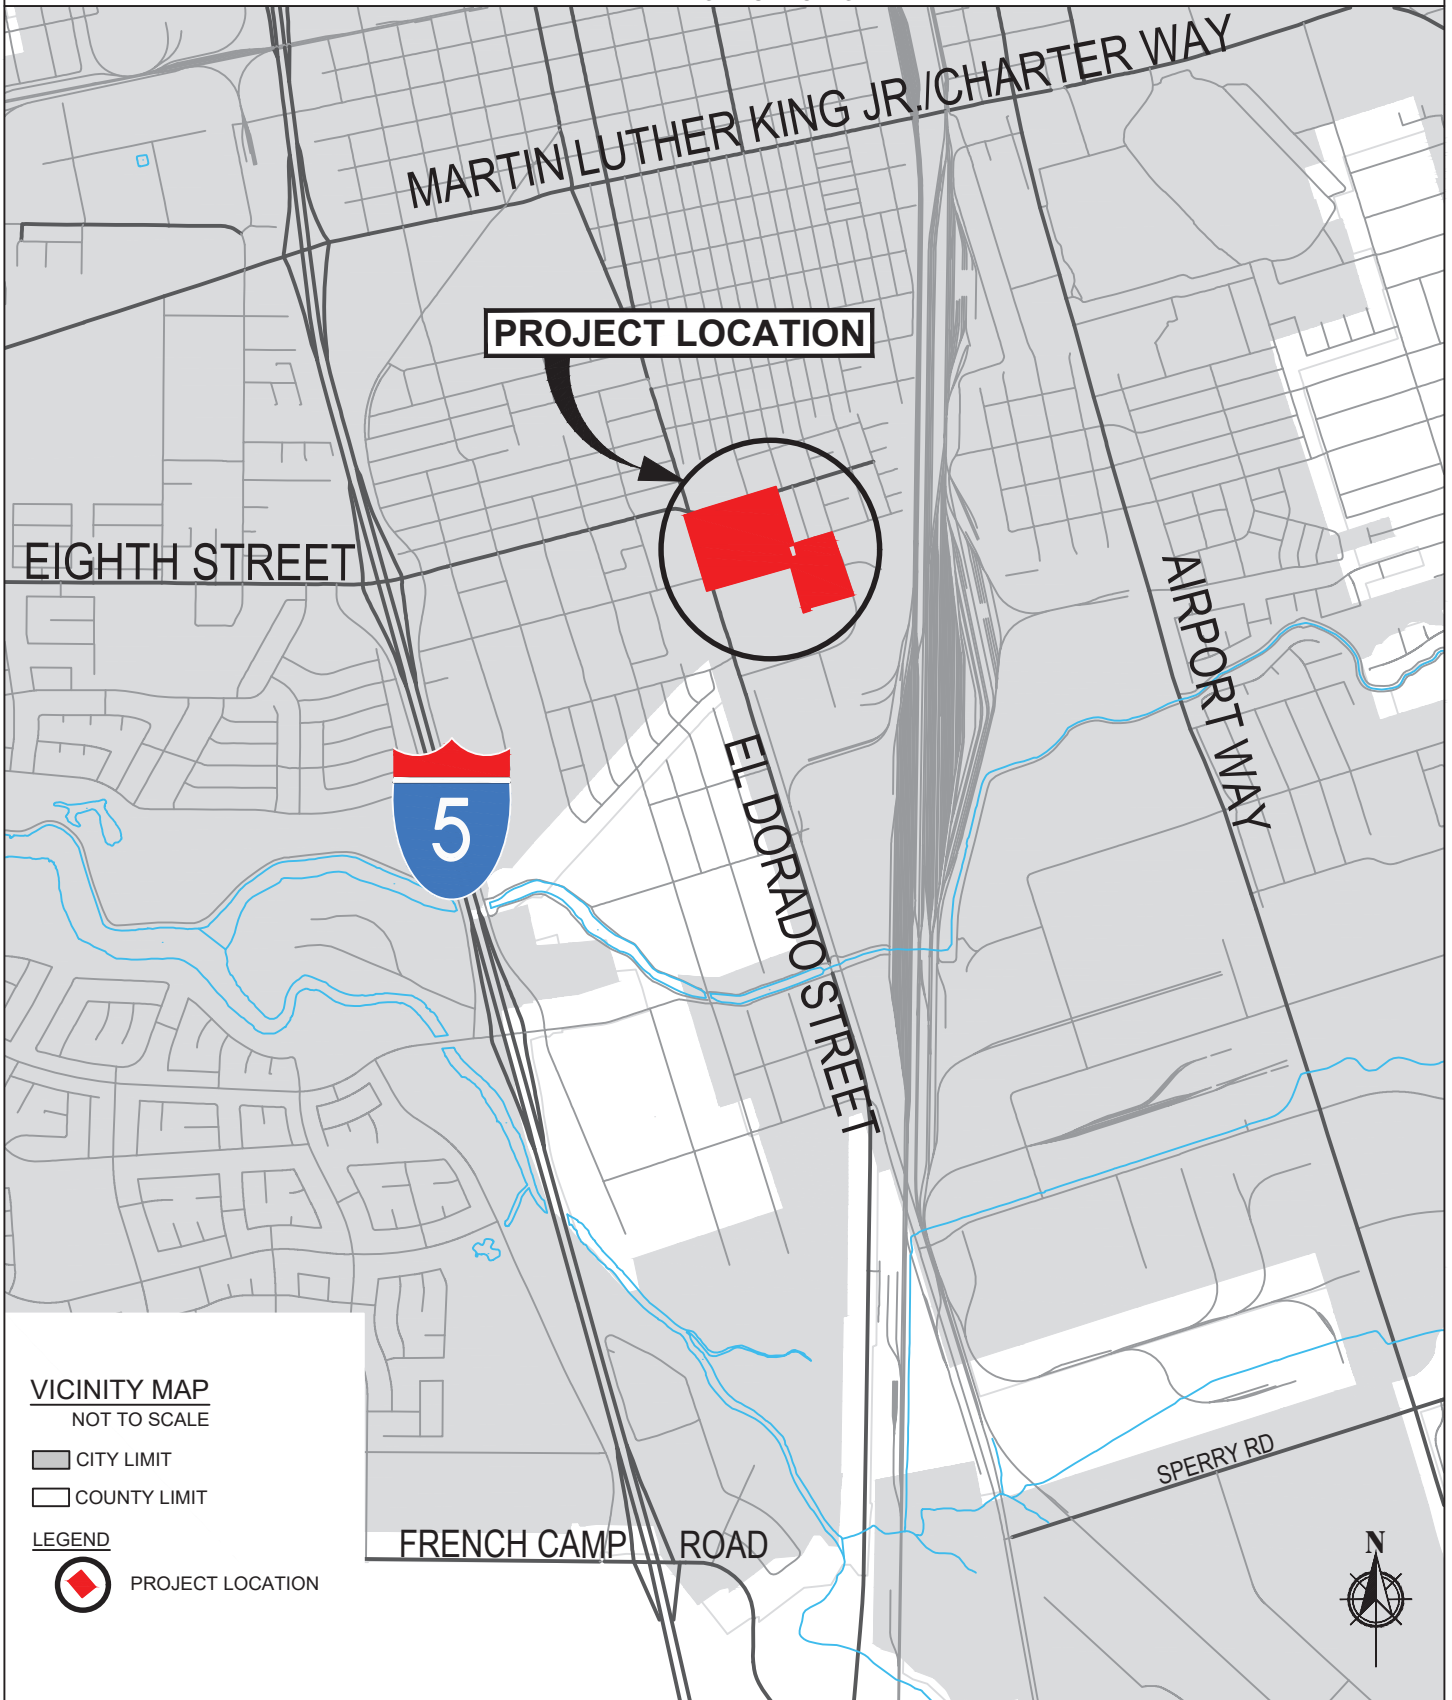 MARTIN LUTHER KING JR./CHARTER WAY
PROJECT LOCATION
EIGHTH STREET
AIRPORT WAY
5
EL DORADO STREET
VICINITY MAP
NOT TO SCALE
CITY LIMIT
COUNTY LIMIT
LEGEND
PROJECT LOCATION
SPERRY RD
FRENCH CAMP ROAD
N